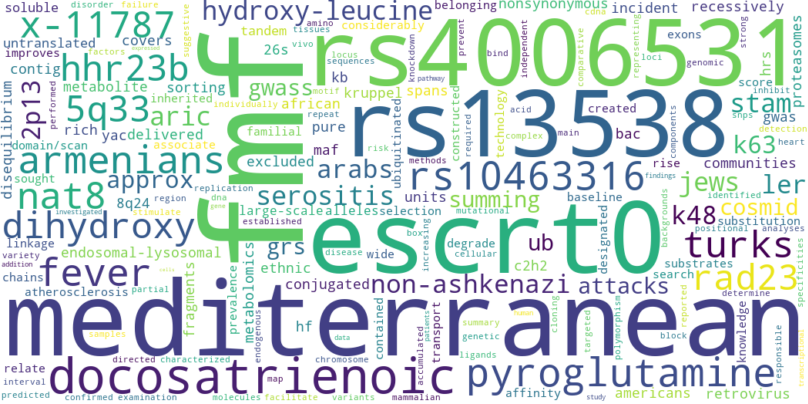 soluble disorder failure hydroxy-leucine belonging nonsynonymous cdna incident recessively
x-11787 suggestive tandem considerably amino tissues prevent independent representing comparative strong
untranslated covers factors 26s vivo locus sequences exons loci genomic proteasomes
improves expressed hhr23b fmf rs4006531 hrs
contig metabolite sorting gwass kb motif spans knockdown bind pathway score inhibit
2p13 performed 5q33 inherited individually african kruppel constructed rs13538 technology required acid created stam snps gwas detection
rich yac delivered aric familial repeat pure ubiquitinated complex methods main bac components k63 heart
disequilibrium domain/scan associate excluded maf risk rise communities
armenians approx arabs rs10463316 findings jews ler
sought replication dna gene serositis units summing baseline backgrounds identified
nat8 8q24 region large-scale alleles selection mutational k48 substitution cosmid
investigated stimulate established box escrt0 designated positional analyses
dihydroxy grs disease wide increasing degrade cellular ub c2h2 turks substrates specificities
linkage endosomal-lysosomal ethnic metabolomics
variety addition fever prevalence conjugated non-ashkenazi attacks search rad23
chains atherosclerosis partial fragments hf contained transport polymorphism reported determine
mediterranean
samples endogenous data patients summary genetic ligands human cloning targeted block knowledge responsible
relate directed characterized chromosome accumulated
interval docosatrienoic pyroglutamine
predicted confirmed examination molecules map facilitate variants mammalian affinity study americans retrovirus